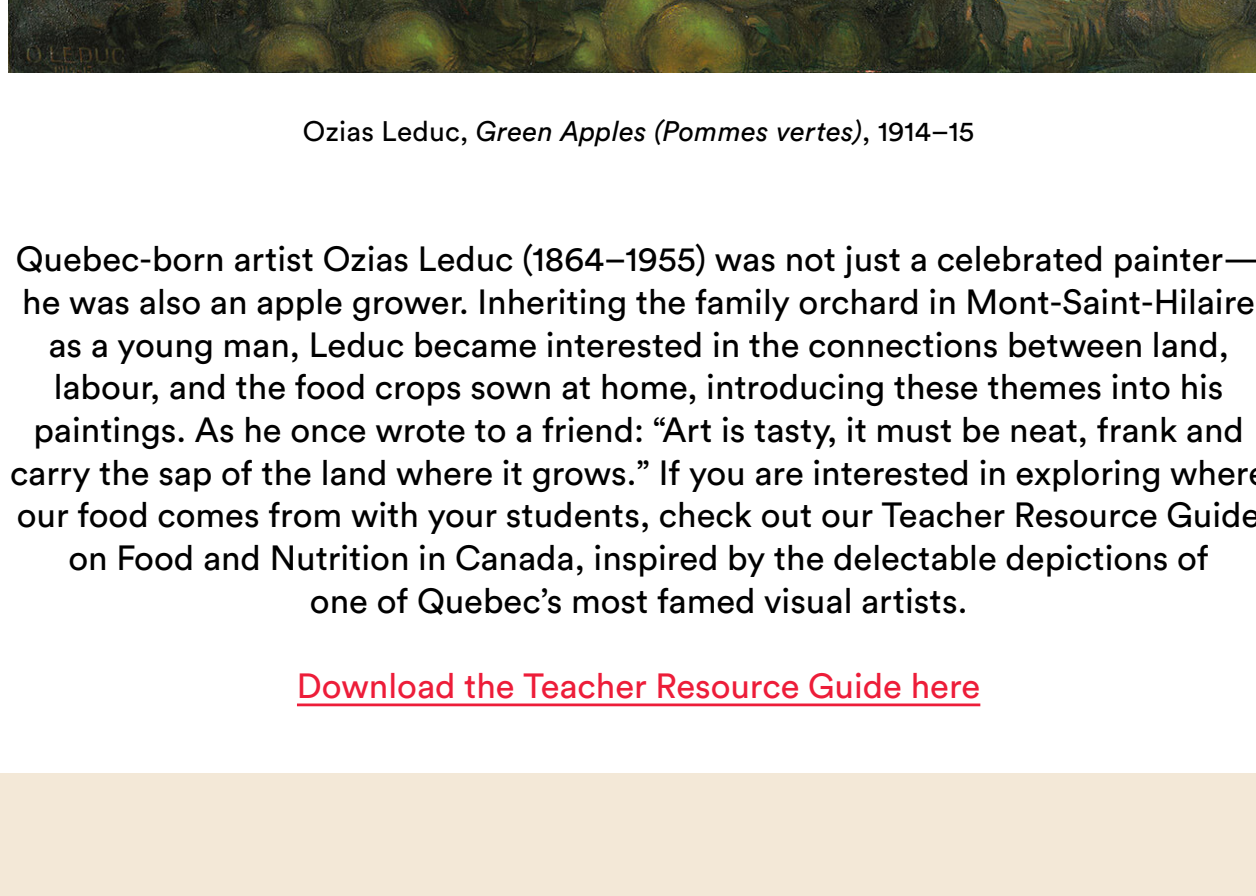 O.LEDUC
Ozias Leduc, Green Apples (Pommes vertes), 1914–15
Quebec-born artist Ozias Leduc (1864–1955) was not just a celebrated painter—
he was also an apple grower. Inheriting the family orchard in Mont-Saint-Hilaire
as a young man, Leduc became interested in the connections between land,
labour, and the food crops sown at home, introducing these themes into his
paintings. As he once wrote to a friend: “Art is tasty, it must be neat, frank and
carry the sap of the land where it grows.” If you are interested in exploring where
our food comes from with your students, check out our Teacher Resource Guide
on Food and Nutrition in Canada, inspired by the delectable depictions of
one of Quebec’s most famed visual artists.
Download the Teacher Resource Guide here